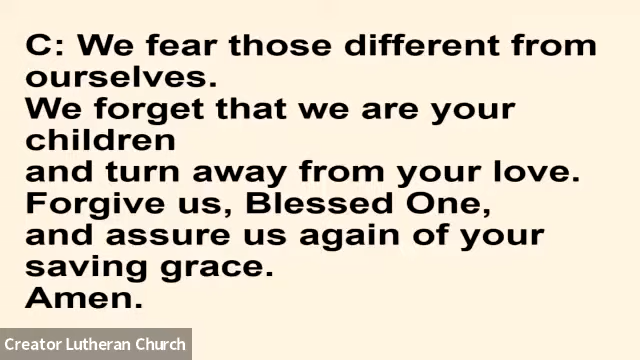 C: We fear those different from
ourselves.
We forget that we are your
children
and turn away from your love.
Forgive us, Blessed One,
and assure us again of your
saving grace.
Amen.
Creator Lutheran Church